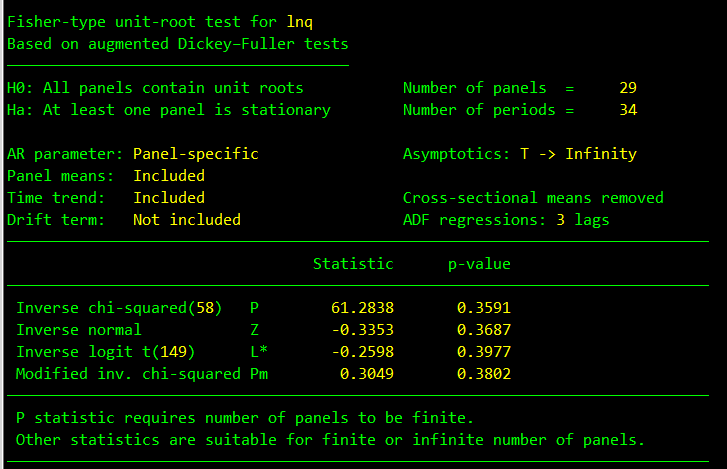 Fisher-type unit-root test for lnq
Based on augmented Dickey–Fuller tests
H0: All panels contain unit roots Number of panels = 29
Ha: At least one panel is stationary Number of periods = 34
AR parameter: Panel-specific Asymptotics: T -> Infinity
Panel means: Included
Time trend: Included Cross-sectional means removed
Drift term: Not included ADF regressions: 3 lags
Statistic p-value
Inverse chi-squared(58) P 61.2838 0.3591
Inverse normal Z -0.3353 0.3687
Inverse logit t(149) L* -0.2598 0.3977
Modified inv. chi-squared Pm 0.3049 0.3802
P statistic requires number of panels to be finite.
Other statistics are suitable for finite or infinite number of panels.